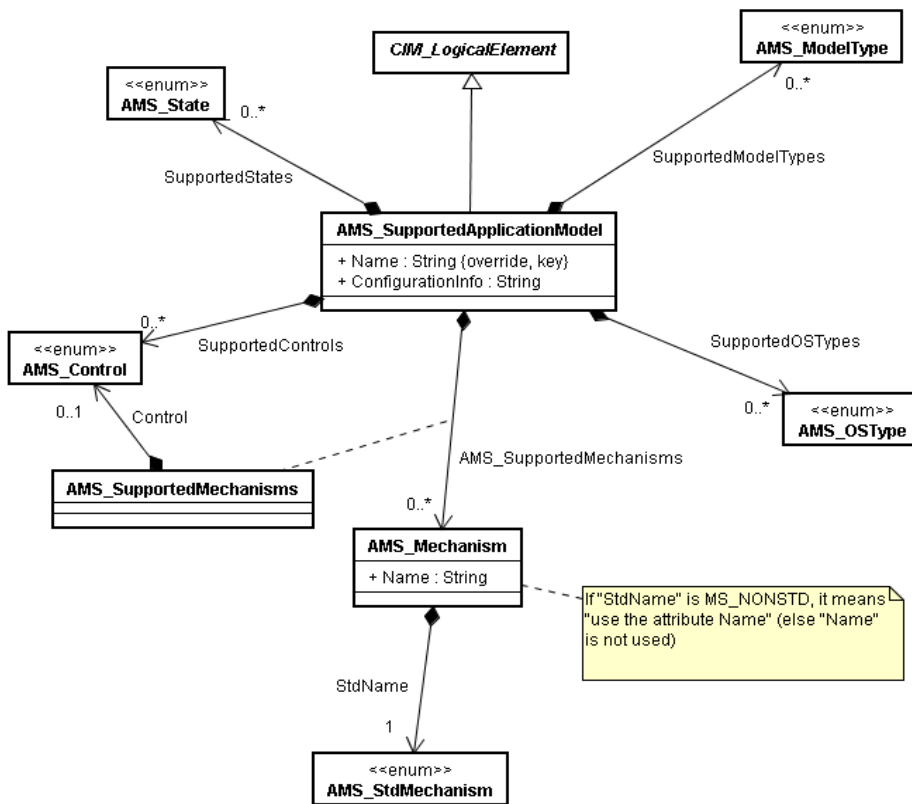 CIM_LogicalElement
<<enum>>
AMS_ModelType
0..*
<<enum>>
AMS_State
0..*
SupportedModelTypes
SupportedStates
AMS_SupportedApplicationModel
+ Name : String {override, key}
+ ConfigurationInfo : String
0..*
SupportedControls
<<enum>>
AMS_Control
SupportedOSTypes
0..*
<<enum>>
AMS_OSType
0..1
Control
AMS_SupportedMechanisms
AMS_SupportedMechanisms
0..*
AMS_Mechanism
+ Name : String
If "StdName" is MS_NONSTD, it means
"use the attribute Name" (else "Name"
is not used)
StdName
1
<<enum>>
AMS_StdMechanism